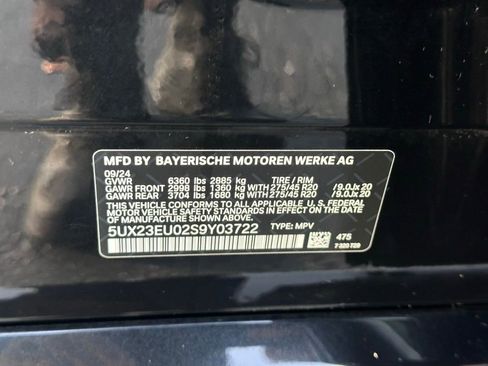 MFD BY BAYERISCHE MOTOREN WERKE AG
09/24
GVWR 6360 lbs 2885 kg TIRE / RIM
GAWR FRONT 2998 lbs 1360 kg WITH 275/45 R20 /9.0Jx 20
GAWR REAR 3704 lbs 1680 kg WITH 275/45 R20 /9.0Jx 20
THIS VEHICLE CONFORMS TO ALL APPLICABLE U.S. FEDERAL
MOTOR VEHICLE SAFETY STANDARDS IN EFFECT ON THE DATE
OF MANUFACTURE SHOWN ABOVE.
5UX23EU02S9Y03722 TYPE: MPV
475